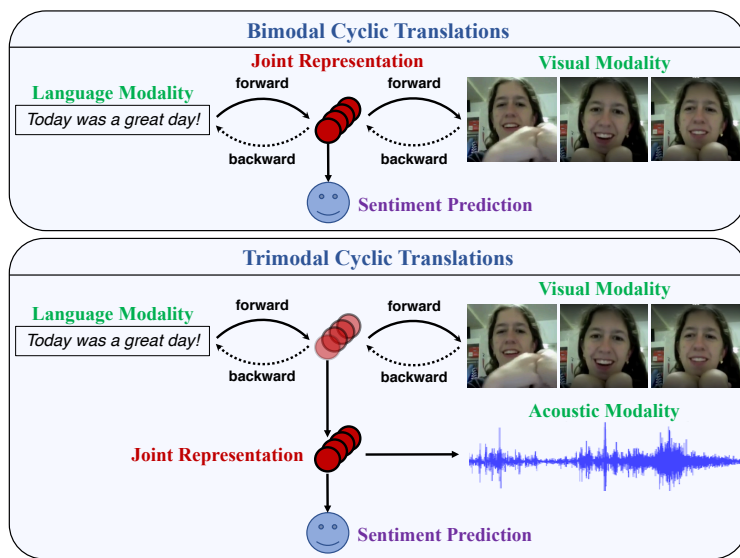 Bimodal Cyclic Translations
Joint Representation
Visual Modality
Language Modality
forward
forward
Today was a great day!
backward
backward
Sentiment Prediction
Trimodal Cyclic Translations
Visual Modality
Language Modality
forward
forward
Today was a great day!
backward
backward
Acoustic Modality
Joint Representation
Sentiment Prediction